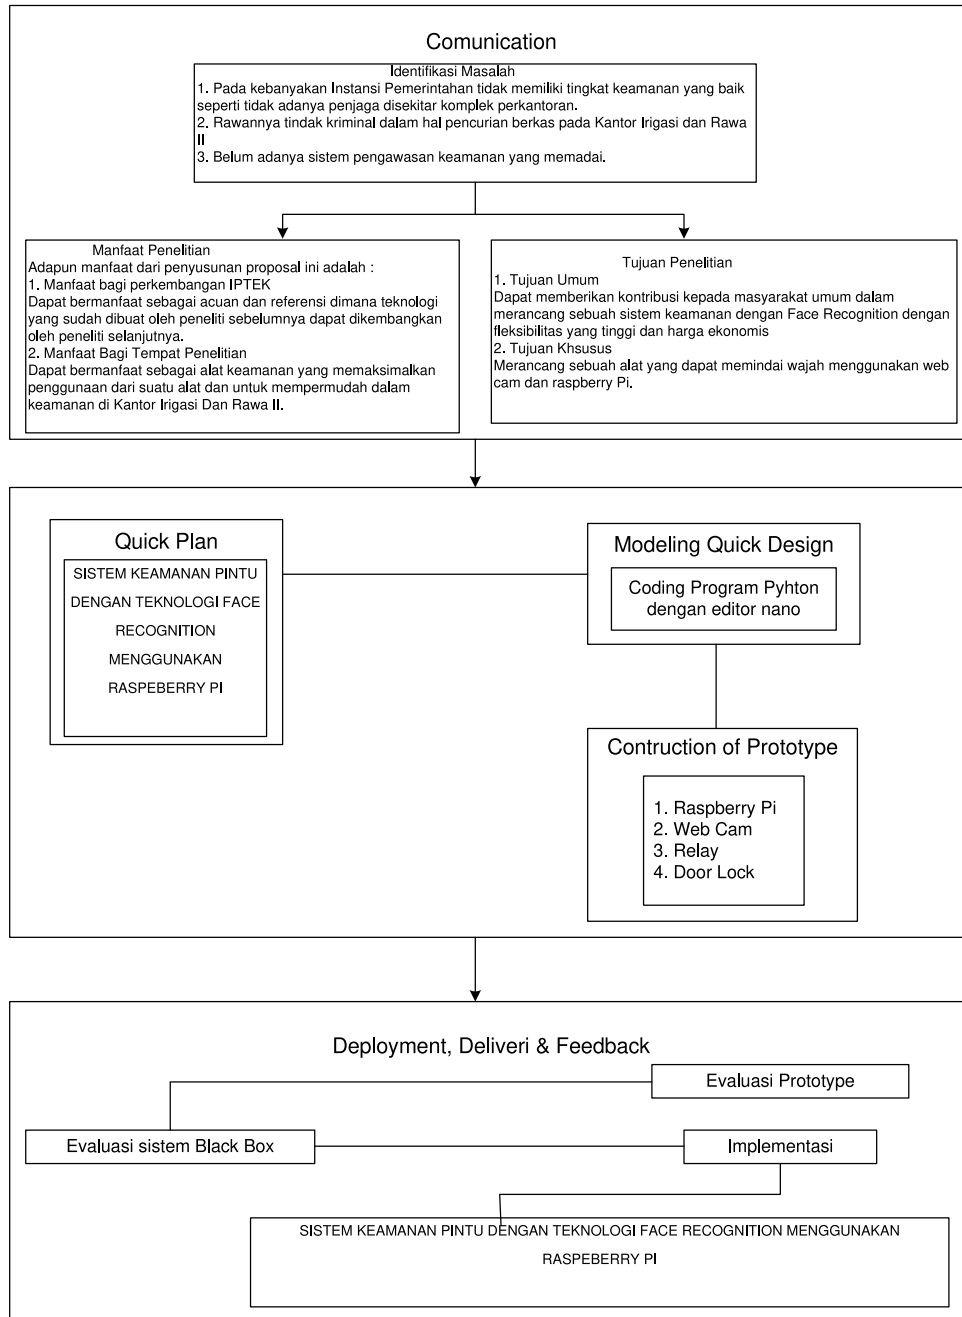 Comunication
Identifikasi Masalah
1. Pada kebanyakan Instansi Pemerintahan tidak memiliki tingkat keamanan yang baik
seperti tidak adanya penjaga disekitar komplek perkantoran.
2. Rawannya tindak kriminal dalam hal pencurian berkas pada Kantor Irigasi dan Rawa
II
3. Belum adanya sistem pengawasan keamanan yang memadai.
Manfaat Penelitian
Adapun manfaat dari penyusunan proposal ini adalah :
1. Manfaat bagi perkembangan IPTEK
Dapat bermanfaat sebagai acuan dan referensi dimana teknologi
yang sudah dibuat oleh peneliti sebelumnya dapat dikembangkan
oleh peneliti selanjutnya.
2. Manfaat Bagi Tempat Penelitian
Dapat bermanfaat sebagai alat keamanan yang memaksimalkan
penggunaan dari suatu alat dan untuk mempermudah dalam
keamanan di Kantor Irigasi Dan Rawa II.
Tujuan Penelitian
1. Tujuan Umum
Dapat memberikan kontribusi kepada masyarakat umum dalam
merancang sebuah sistem keamanan dengan Face Recognition dengan
fleksibilitas yang tinggi dan harga ekonomis
2. Tujuan Khsusus
Merancang sebuah alat yang dapat memindai wajah menggunakan web
cam dan raspberry Pi.
Quick Plan
SISTEM KEAMANAN PINTU
DENGAN TEKNOLOGI FACE
RECOGNITION
MENGGUNAKAN
RASPEBERRY PI
Modeling Quick Design
Coding Program Pyhton
dengan editor nano
Contruction of Prototype
1. Raspberry Pi
2. Web Cam
3. Relay
4. Door Lock
Deployment, Deliveri & Feedback
Evaluasi Prototype
Evaluasi sistem Black Box
Implementasi
SISTEM KEAMANAN PINTU DENGAN TEKNOLOGI FACE RECOGNITION MENGGUNAKAN
RASPEBERRY PI